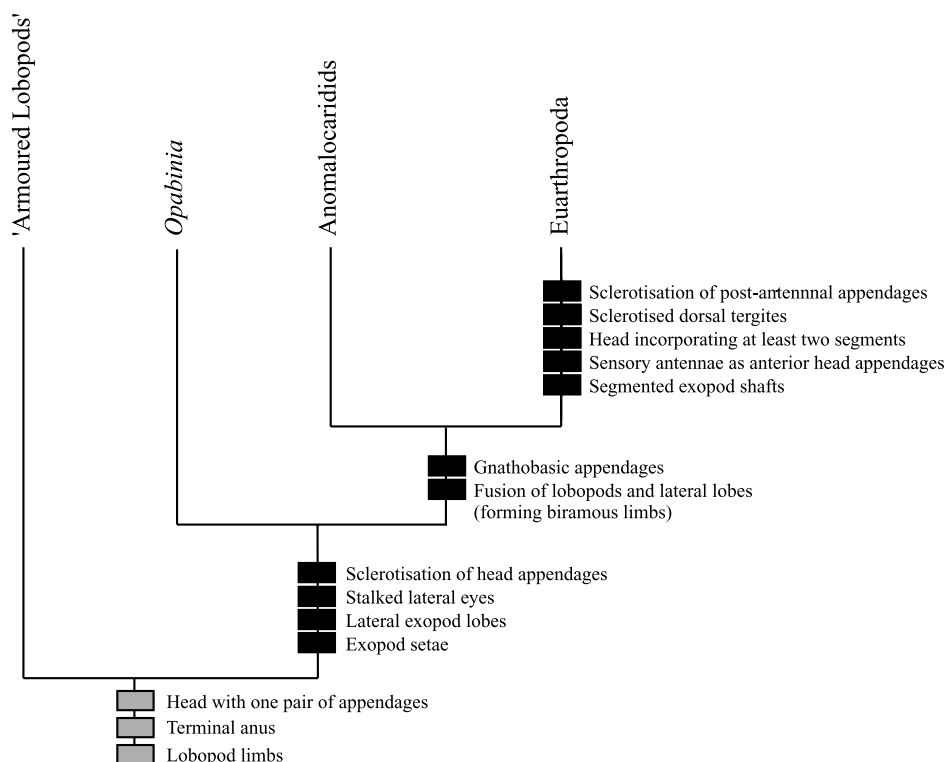 'Armoured Lobopods'
Opabinia
Anomalocaridids
Euarthropoda
Sclerotisation of post-antennnal appendages
Sclerotised dorsal tergites
Head incorporating at least two segments
Sensory antennae as anterior head appendages
Segmented exopod shafts
Gnathobasic appendages
Fusion of lobopods and lateral lobes
(forming biramous limbs)
Sclerotisation of head appendages
Stalked lateral eyes
Lateral exopod lobes
Exopod setae
Head with one pair of appendages
Terminal anus
Lobopod limbs